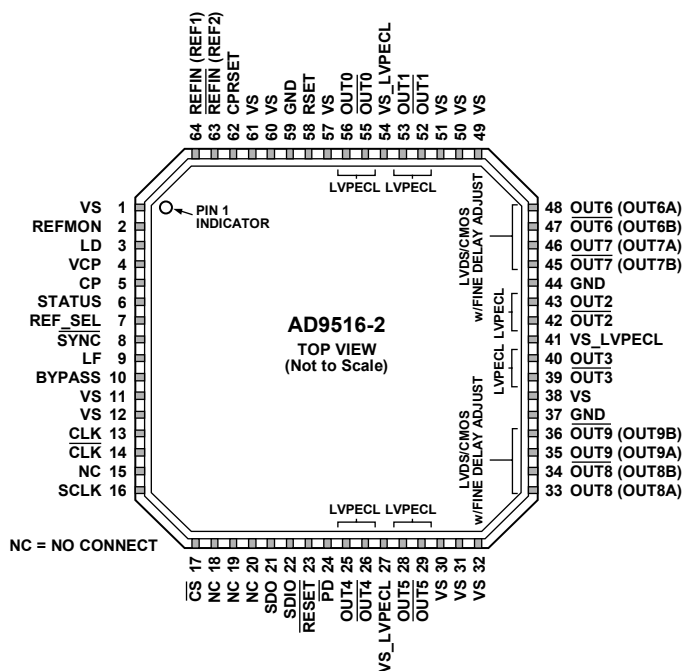 64 REFIN (REF1)
63 REFIN (REF2)
62 CPRSET
61 VS
60 VS
59 GND
58 RSET
57 VS
56 OUT0
55 OUT0
54 VS_LVPECL
53 OUT1
52 OUT1
51 VS
50 VS
49 VS
LVPECL
LVPECL
VS 1
REFMON 2
LD 3
VCP 4
CP 5
STATUS 6
REF_SEL 7
SYNC 8
LF 9
BYPASS 10
VS 11
VS 12
CLK 13
CLK 14
NC 15
SCLK 16
PIN 1
INDICATOR
AD9516-2
TOP VIEW
(Not to Scale)
LVDS/CMOS
w/FINE DELAY ADJUST
LVPECL
LVPECL
LVDS/CMOS
w/FINE DELAY ADJUST
48 OUT6 (OUT6A)
47 OUT6 (OUT6B)
46 OUT7 (OUT7A)
45 OUT7 (OUT7B)
44 GND
43 OUT2
42 OUT2
41 VS_LVPECL
40 OUT3
39 OUT3
38 VS
37 GND
36 OUT9 (OUT9B)
35 OUT9 (OUT9A)
34 OUT8 (OUT8B)
33 OUT8 (OUT8A)
LVPECL
LVPECL
NC = NO CONNECT
CS 17
NC 18
NC 19
NC 20
SDO 21
SDIO 22
RESET 23
PD 24
OUT4 25
OUT4 26
VS_LVPECL 27
OUT5 28
OUT5 29
VS 30
VS 31
VS 32